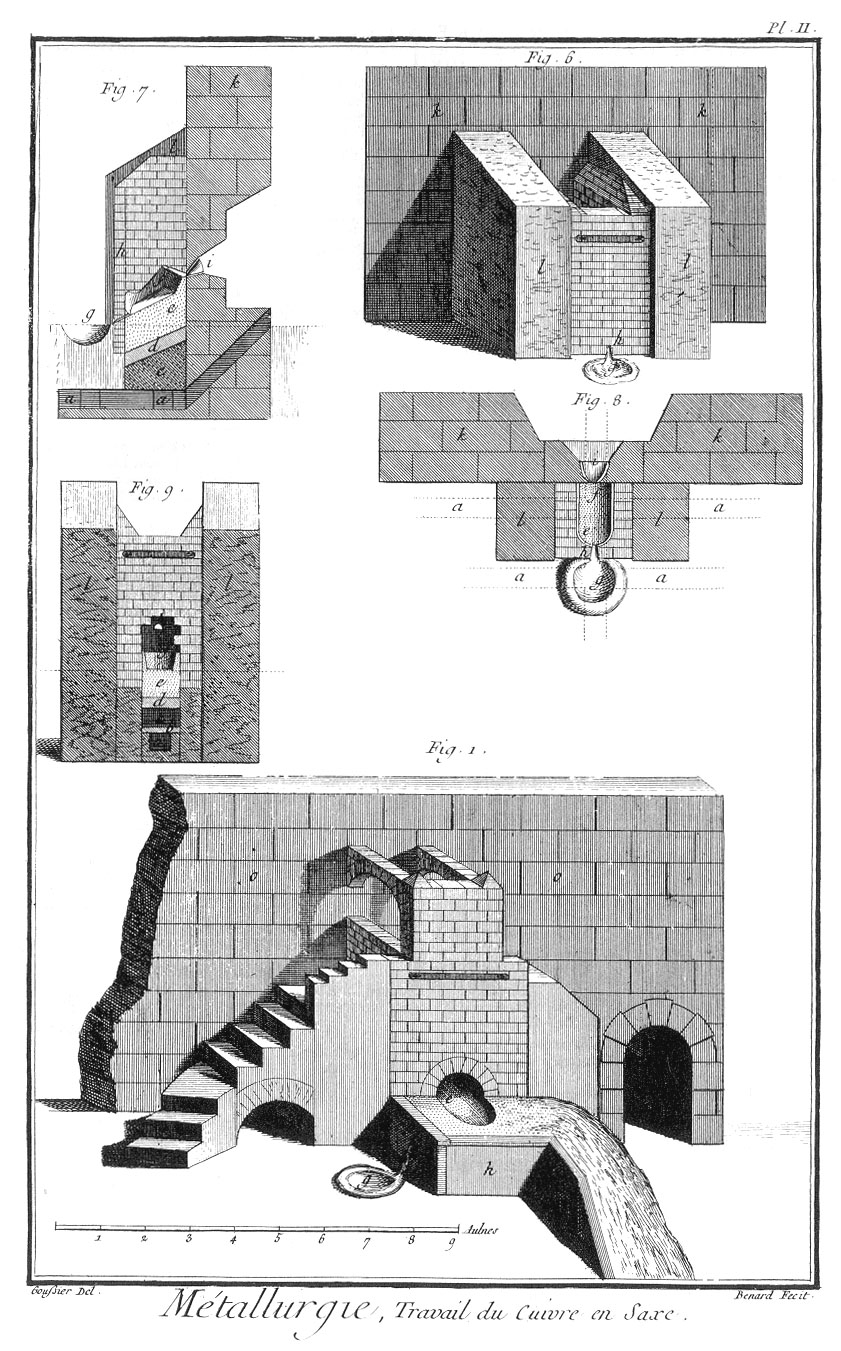 Pl. II.
Fig. 7.
k
l
h
i
g
e
d
c
a
a
Fig. 6.
k
k
l
l
h
Fig. 8.
k
k
i
i
f
a
l
e
l
a
h
a
g
a
Fig. 9.
l
l
e
d
Fig. 1.
o
o
g
h
Aulnes
1 2 3 4 5 6 7 8 9
Goussier Del.
Benard Fecit.
Métallurgie, Travail du Cuivre en Saxe.